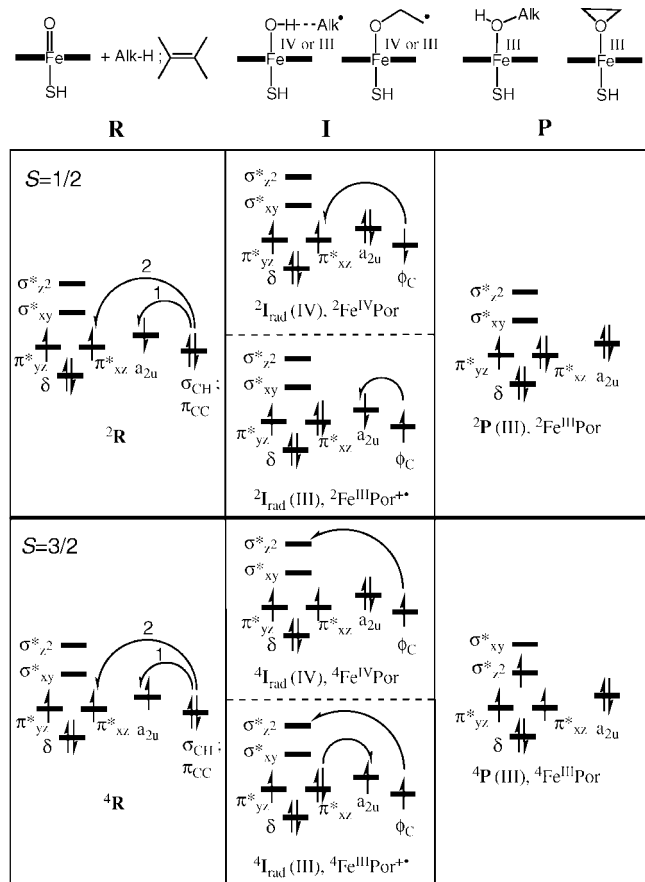 O
Fe
SH
+ Alk-H ;
R
O—H---Alk•
IV or III
Fe
SH
O
IV or III
Fe
SH
I
H
O
Alk
III
Fe
SH
O
III
Fe
SH
P
S=1/2
σ*z²
σ*xy
π*yz
δ
π*xz
a2u
2
1
σCH ;
πCC
²R
σ*z²
σ*xy
π*yz
δ
π*xz
a2u
ϕC
²Irad (IV), ²FeIVPor
σ*z²
σ*xy
π*yz
δ
π*xz
a2u
ϕC
²Irad (III), ²FeIIIPor+•
σ*z²
σ*xy
π*yz
δ
π*xz
a2u
²P (III), ²FeIIIPor
S=3/2
σ*z²
σ*xy
π*yz
δ
π*xz
a2u
2
1
σCH ;
πCC
⁴R
σ*z²
σ*xy
π*yz
δ
π*xz
a2u
ϕC
⁴Irad (IV), ⁴FeIVPor
σ*z²
σ*xy
π*yz
δ
π*xz
a2u
ϕC
⁴Irad (III), ⁴FeIIIPor+•
σ*xy
σ*z²
π*yz
δ
π*xz
a2u
⁴P (III), ⁴FeIIIPor